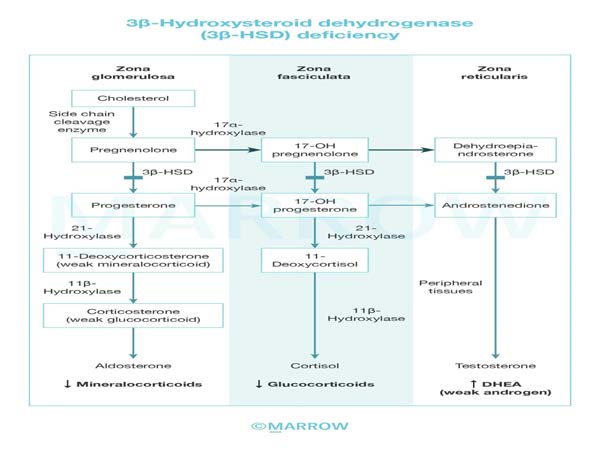 3β-Hydroxysteroid dehydrogenase
(3β-HSD) deficiency
Zona
glomerulosa
Zona
fasciculata
Zona
reticularis
Cholesterol
Side chain
cleavage
enzyme
17α-
hydroxylase
Pregnenolone
17-OH
pregnenolone
Dehydroepia-
ndrosterone
3β-HSD
17α-
hydroxylase
3β-HSD
3β-HSD
Progesterone
17-OH
progesterone
Androstenedione
MARROW
21-
Hydroxylase
21-
Hydroxylase
11-Deoxycorticosterone
(weak mineralocorticoid)
11-
Deoxycortisol
Peripheral
tissues
11β-
Hydroxylase
11β-
Hydroxylase
Corticosterone
(weak glucocorticoid)
Aldosterone
Cortisol
Testosterone
↓ Mineralocorticoids
↓ Glucocorticoids
↑ DHEA
(weak androgen)
©MARROW